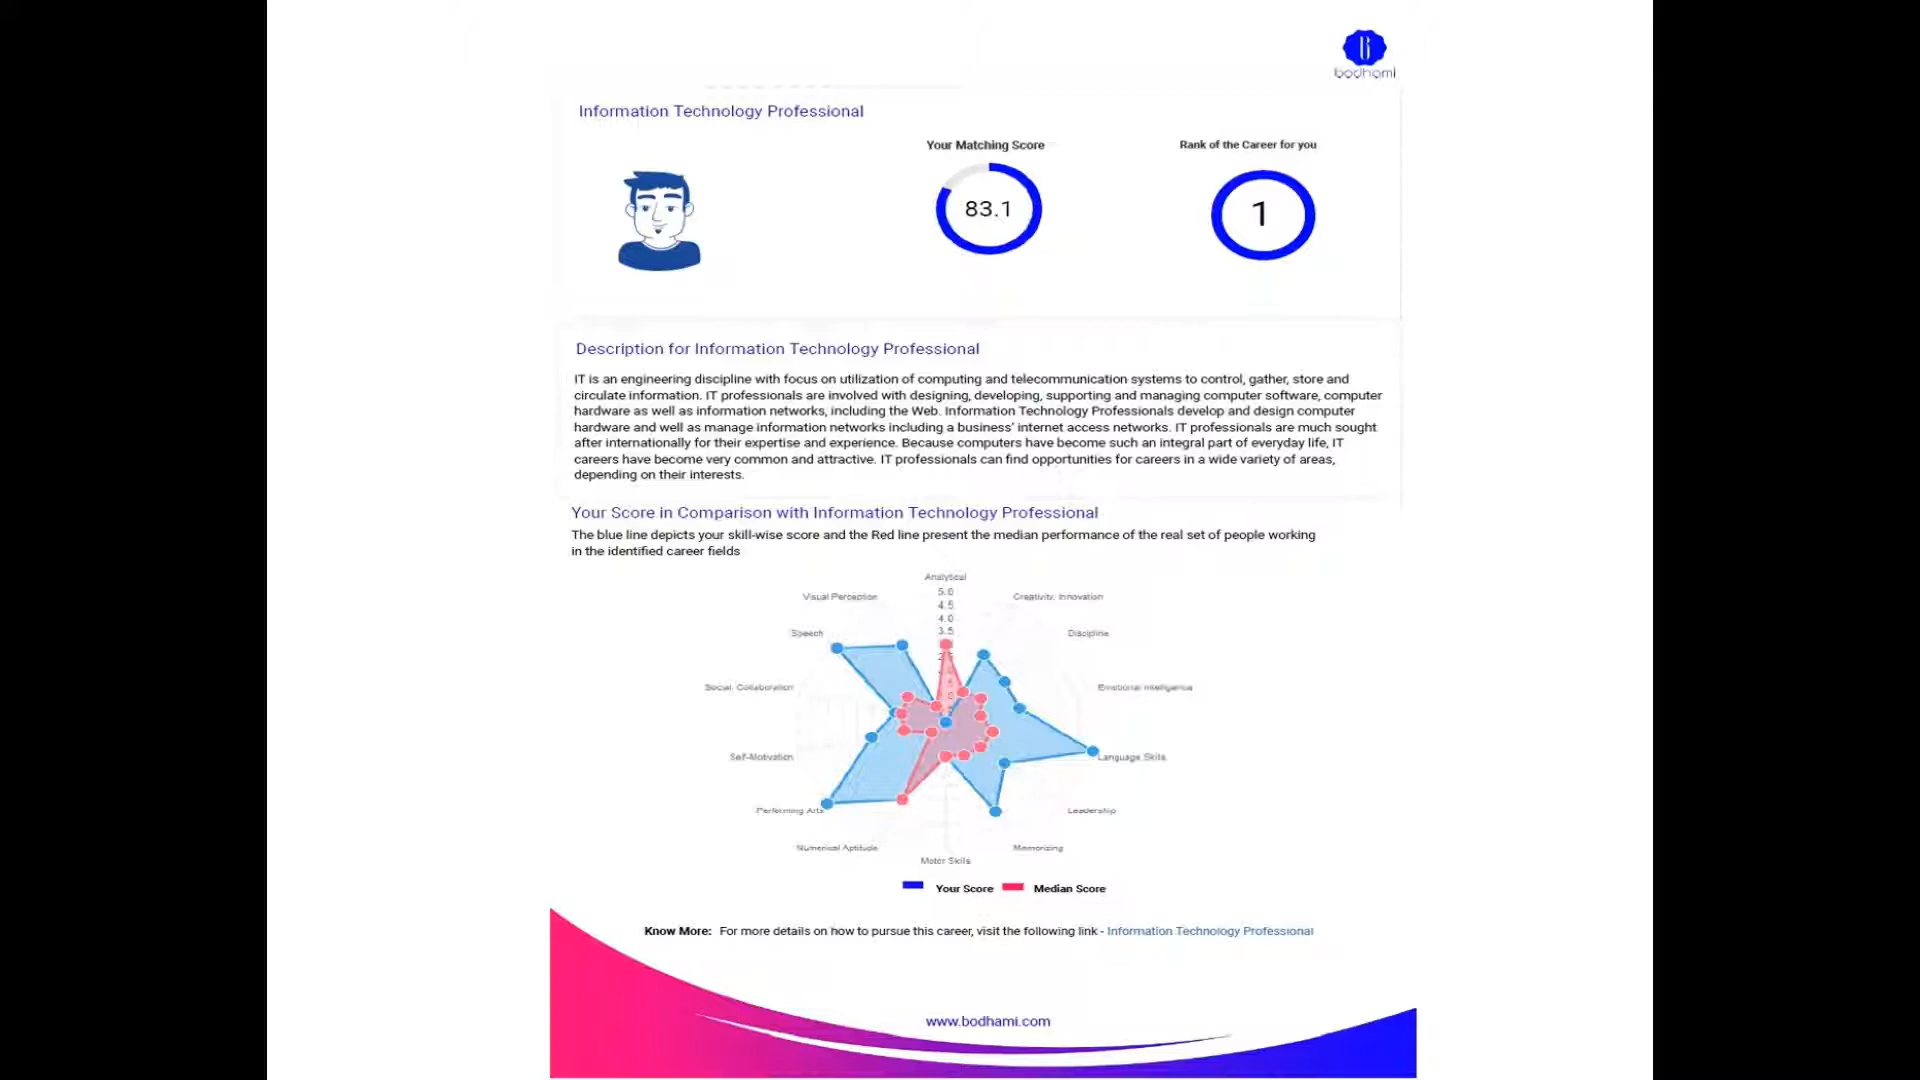 bodhami
Information Technology Professional
Your Matching Score
Rank of the Career for you
83.1
1
Description for Information Technology Professional
IT is an engineering discipline with focus on utilization of computing and telecommunication systems to control, gather, store and
circulate information. IT professionals are involved with designing, developing, supporting and managing computer software, computer
hardware as well as information networks, including the Web. Information Technology Professionals develop and design computer
hardware and well as manage information networks including a business' internet access networks. IT professionals are much sought
after internationally for their expertise and experience. Because computers have become such an integral part of everyday life, IT
careers have become very common and attractive. IT professionals can find opportunities for careers in a wide variety of areas,
depending on their interests.
Your Score in Comparison with Information Technology Professional
The blue line depicts your skill-wise score and the Red line present the median performance of the real set of people working
in the identified career fields
Analytical
Visual Perception
5.0
Creativity, Innovation
4.5
4.0
Speech
3.5
Discipline
Social, Collaboration
Emotional Intelligence
Self-Motivation
Language Skills
Performing Arts
Leadership
Numerical Aptitude
Memorizing
Motor Skills
Your Score
Median Score
Know More: For more details on how to pursue this career, visit the following link - Information Technology Professional
www.bodhami.com